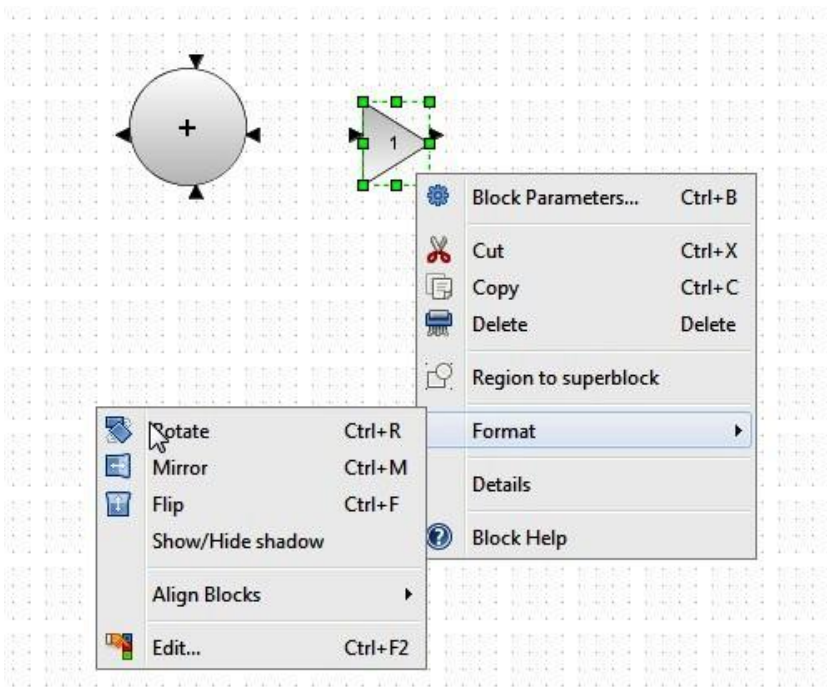 +
1
Block Parameters... Ctrl+B
Cut Ctrl+X
Copy Ctrl+C
Delete Delete
Region to superblock
Format
Details
Block Help
Rotate Ctrl+R
Mirror Ctrl+M
Flip Ctrl+F
Show/Hide shadow
Align Blocks
Edit... Ctrl+F2